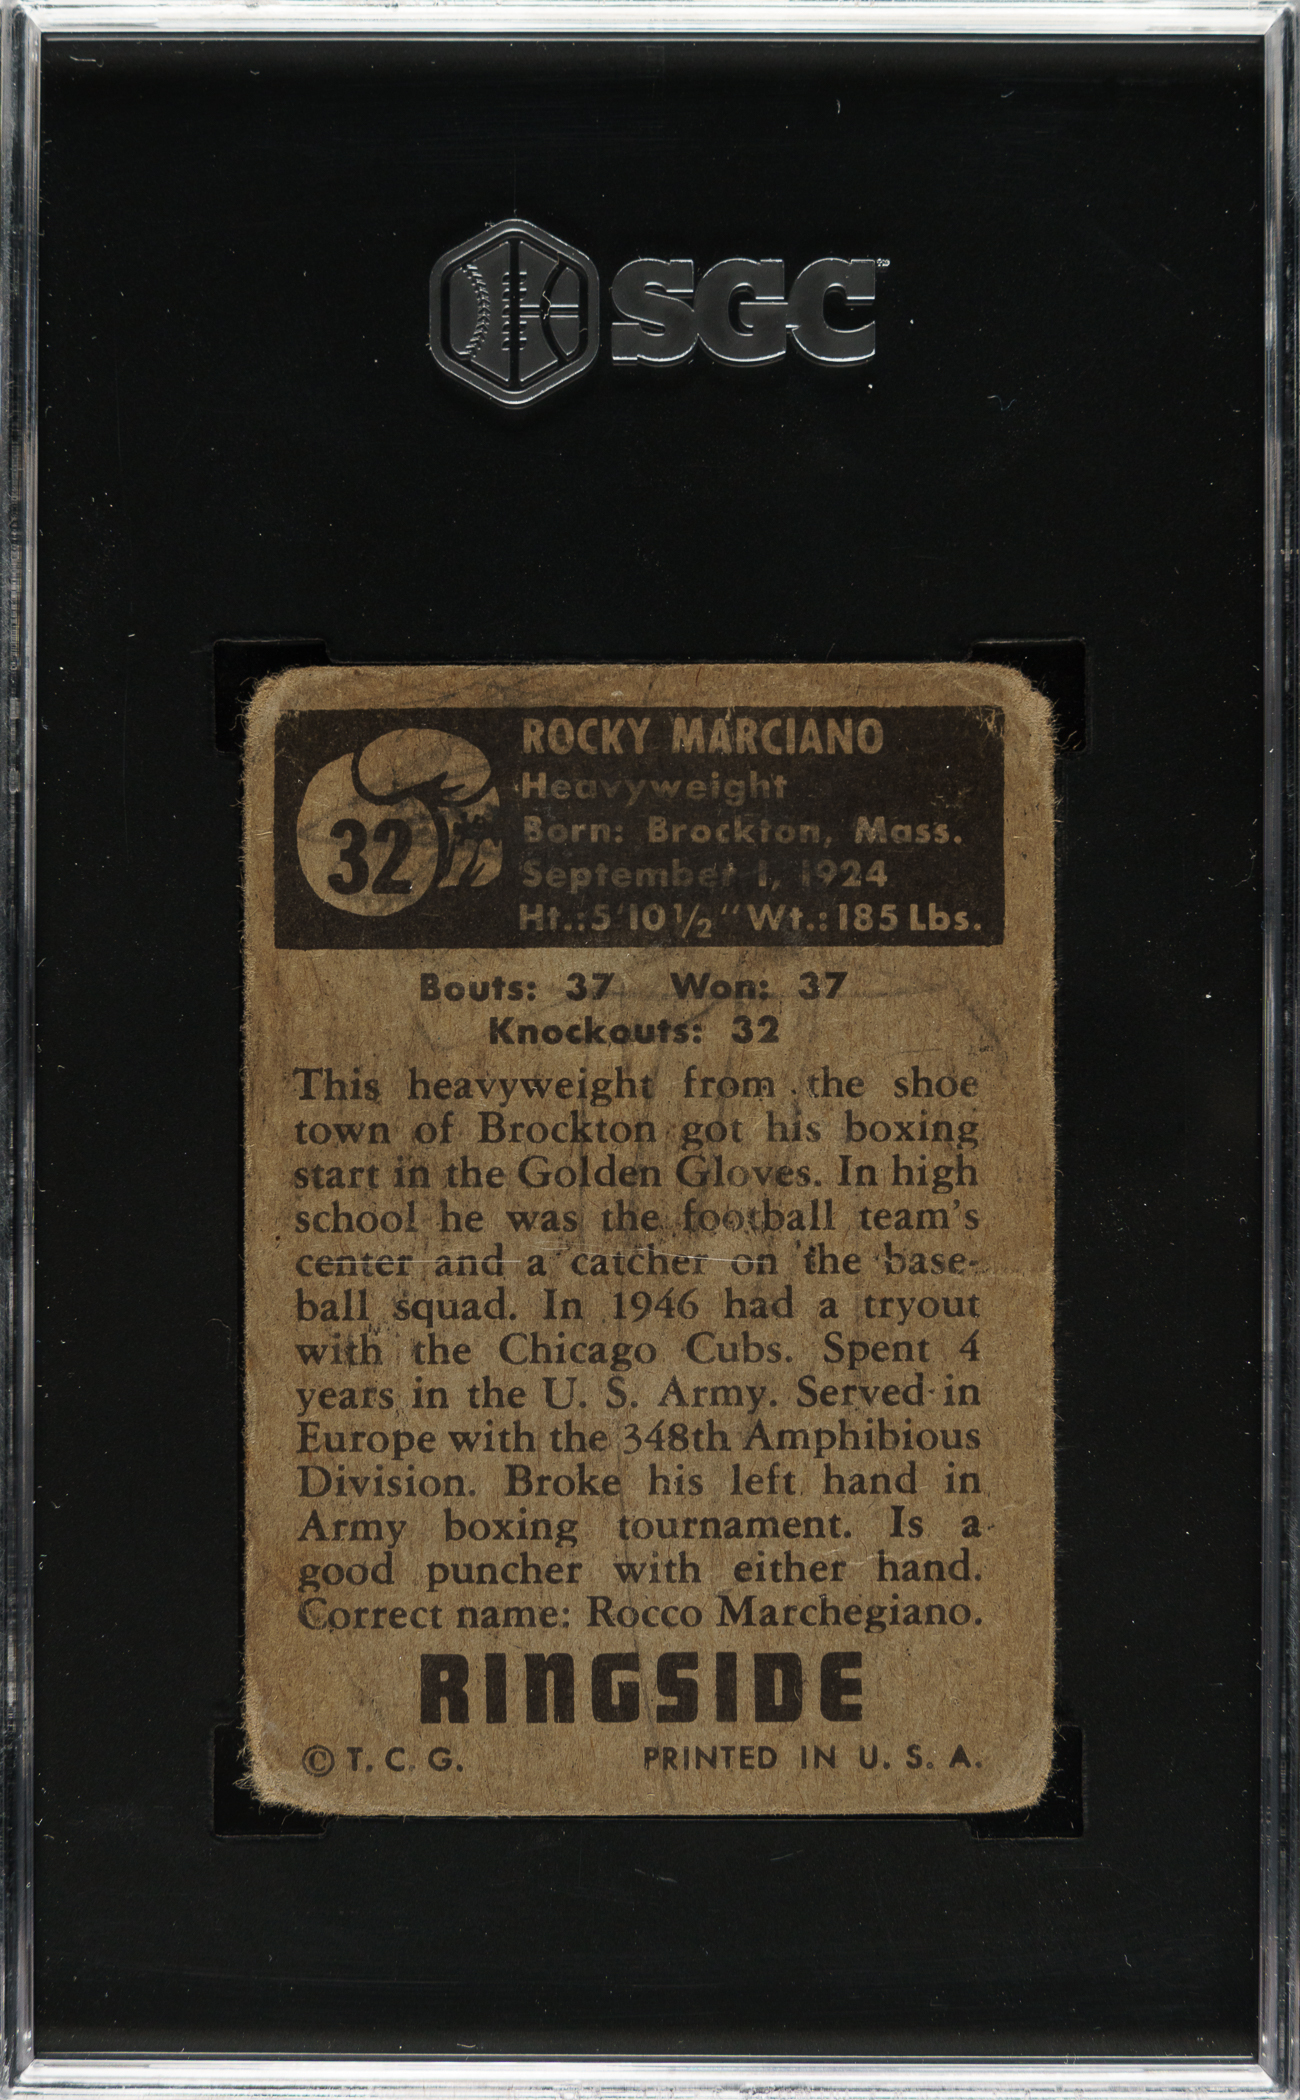 SGC™
32
ROCKY MARCIANO
Heavyweight
Born: Brockton, Mass.
September 1, 1924
Ht.: 5'10 1/2" Wt.: 185 Lbs.
Bouts: 37 Won: 37
Knockouts: 32
This heavyweight from the shoe
town of Brockton got his boxing
start in the Golden Gloves. In high
school he was the football team's
center and a catcher on the base-
ball squad. In 1946 had a tryout
with the Chicago Cubs. Spent 4
years in the U. S. Army. Served in
Europe with the 348th Amphibious
Division. Broke his left hand in
Army boxing tournament. Is a
good puncher with either hand.
Correct name: Rocco Marchegiano.
RINGSIDE
© T. C. G. PRINTED IN U. S. A.